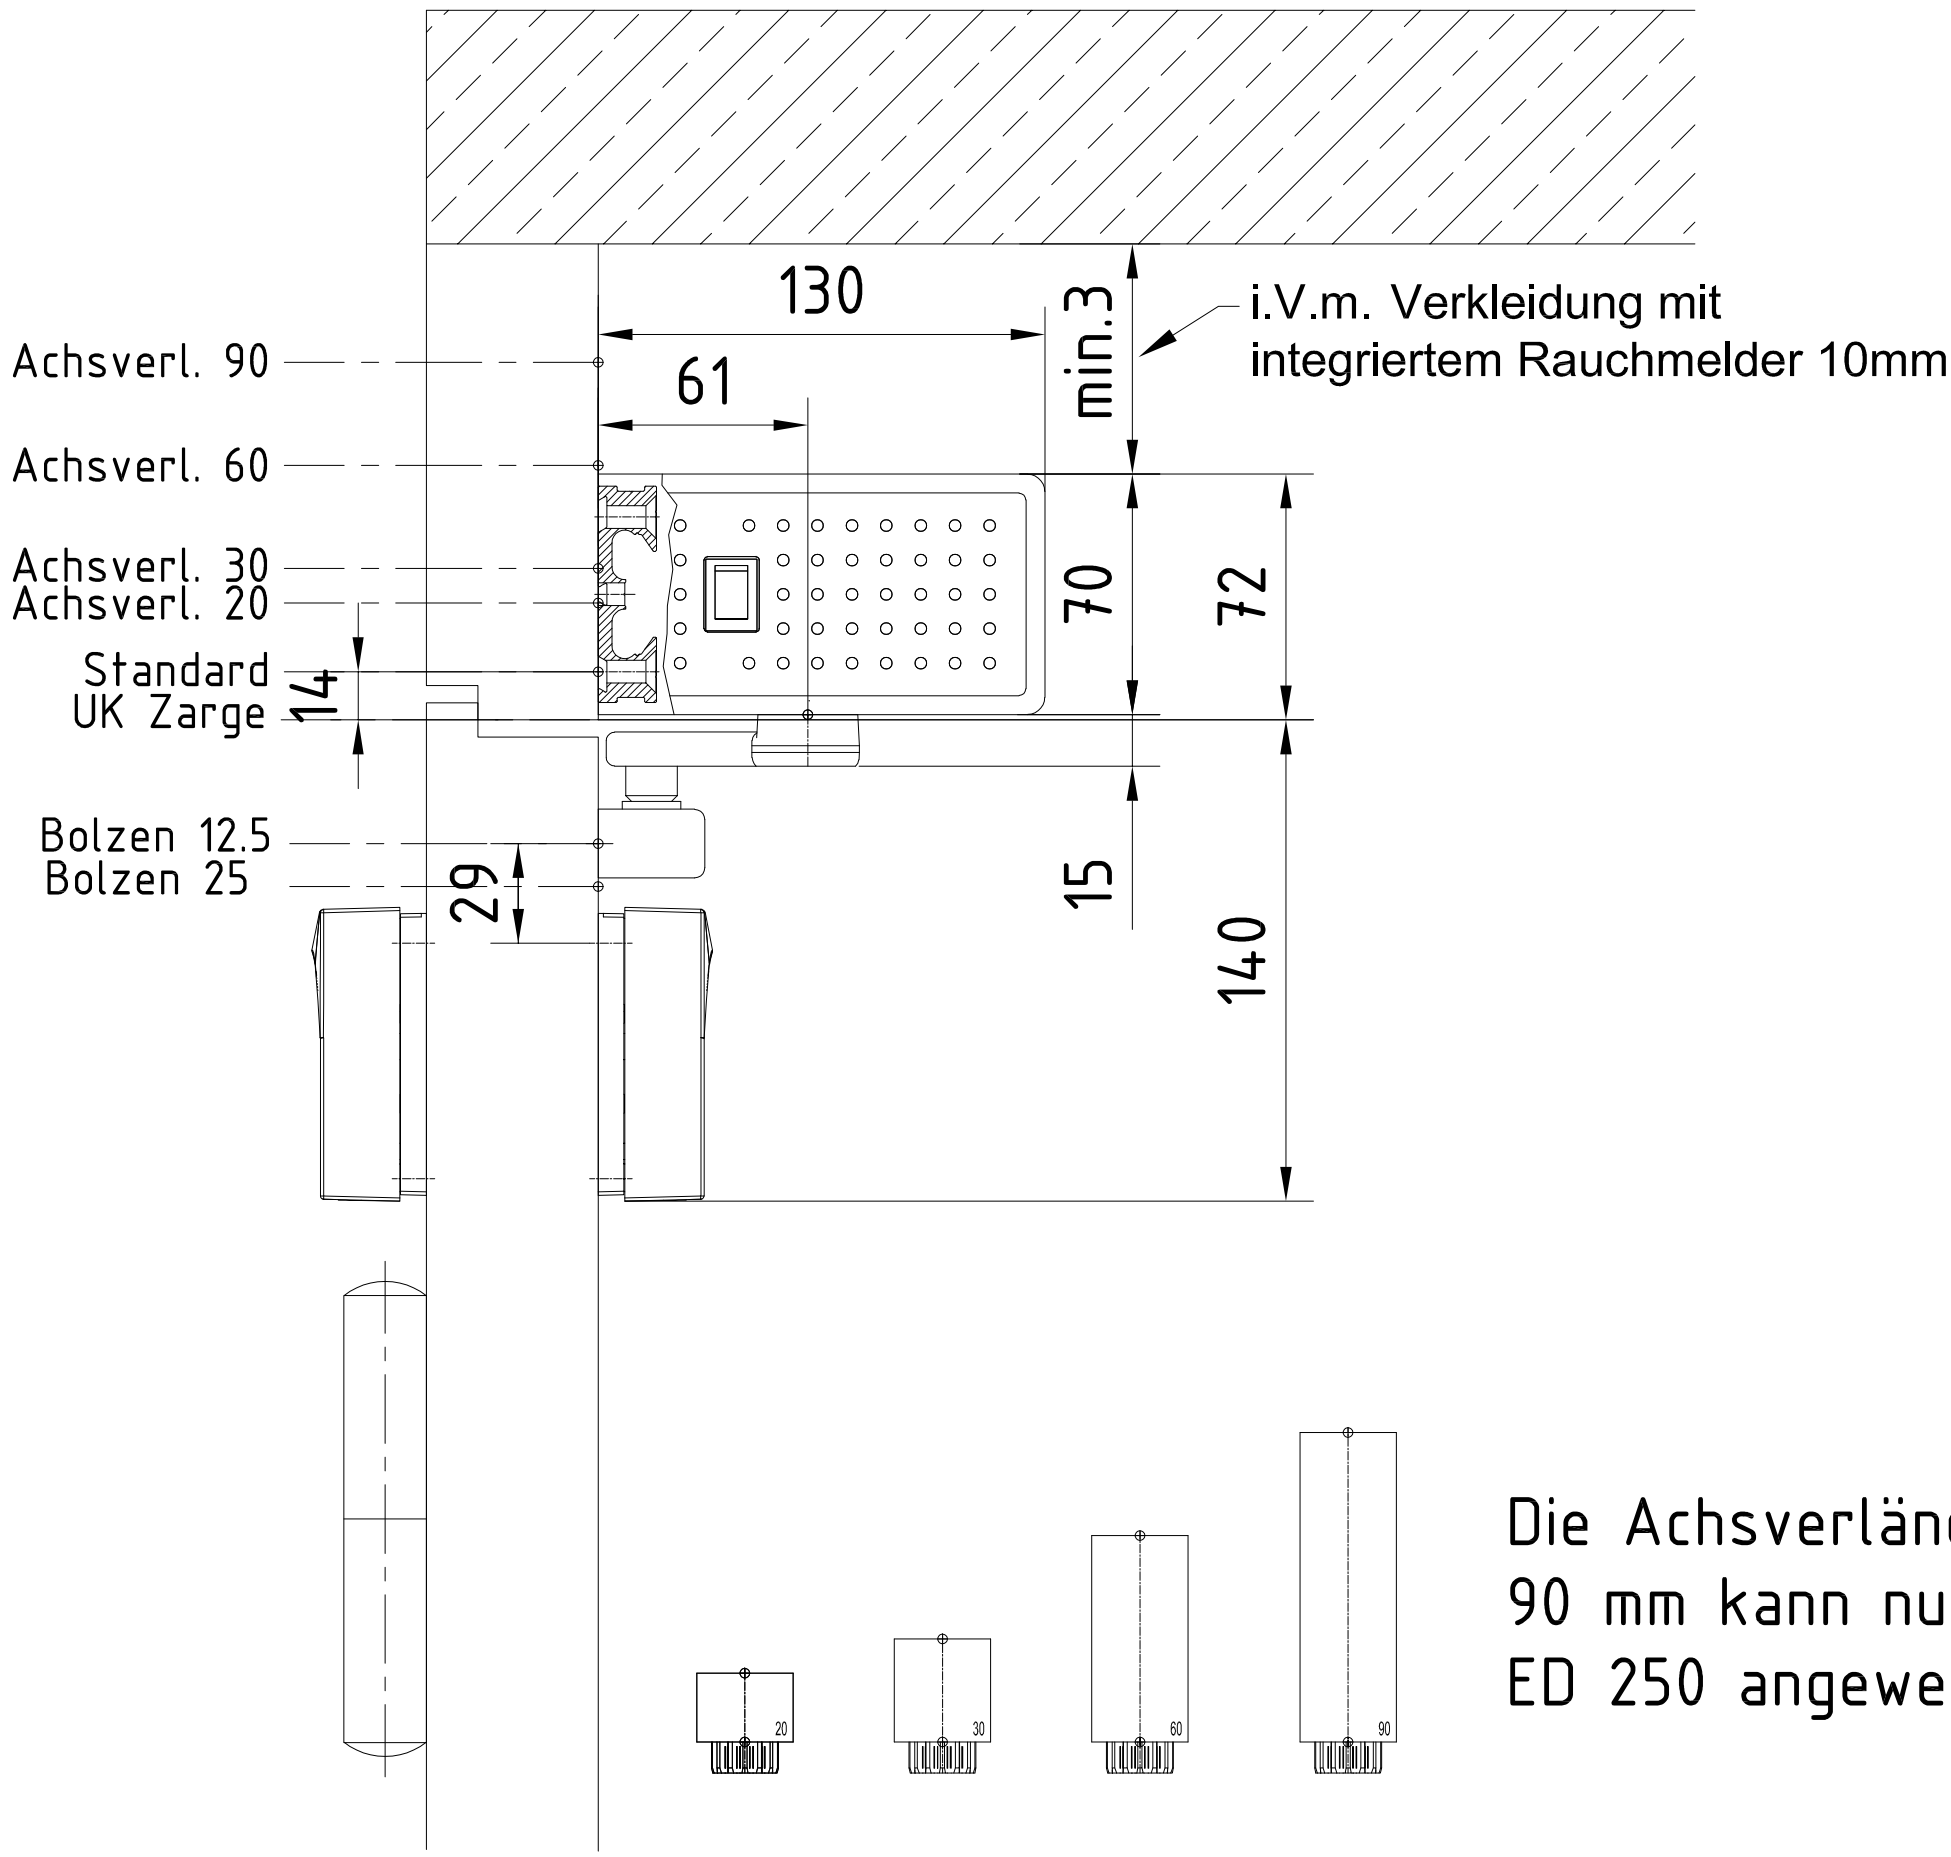 130
min.3
i.V.m. Verkleidung mit
integriertem Rauchmelder 10mm
Achsverl. 90
61
Achsverl. 60
Achsverl. 30
Achsverl. 20
70
72
Standard
14
UK Zarge
Bolzen 12.5
Bolzen 25
29
15
140
Die Achsverlän
90 mm kann nu
ED 250 angewe
20
30
60
90